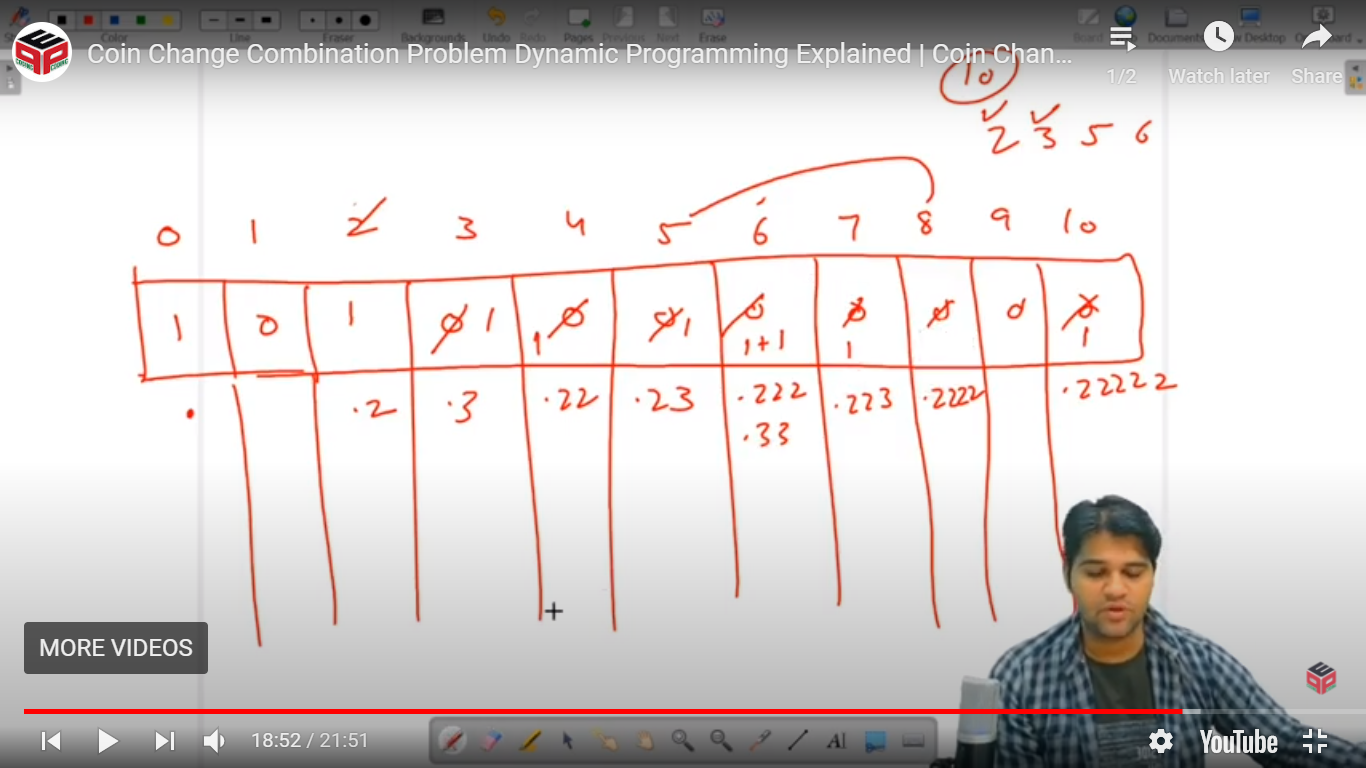 Color Line Eraser Backgrounds Undo Redo Pages Previous Next Erase Board Documents Desktop
Coin Change Combination Problem Dynamic Programming Explained | Coin Chan...
1/2 Watch later Share
10
2 3 5 6
0 1 2 3 4 5 6 7 8 9 10
1 0 1 0 1 1 0 0 1 0 0 0 0 0
1+1 1 1
.2 .3 .22 .23 .222 .223 .2222 .22222
.33
MORE VIDEOS
18:52 / 21:51 YouTube